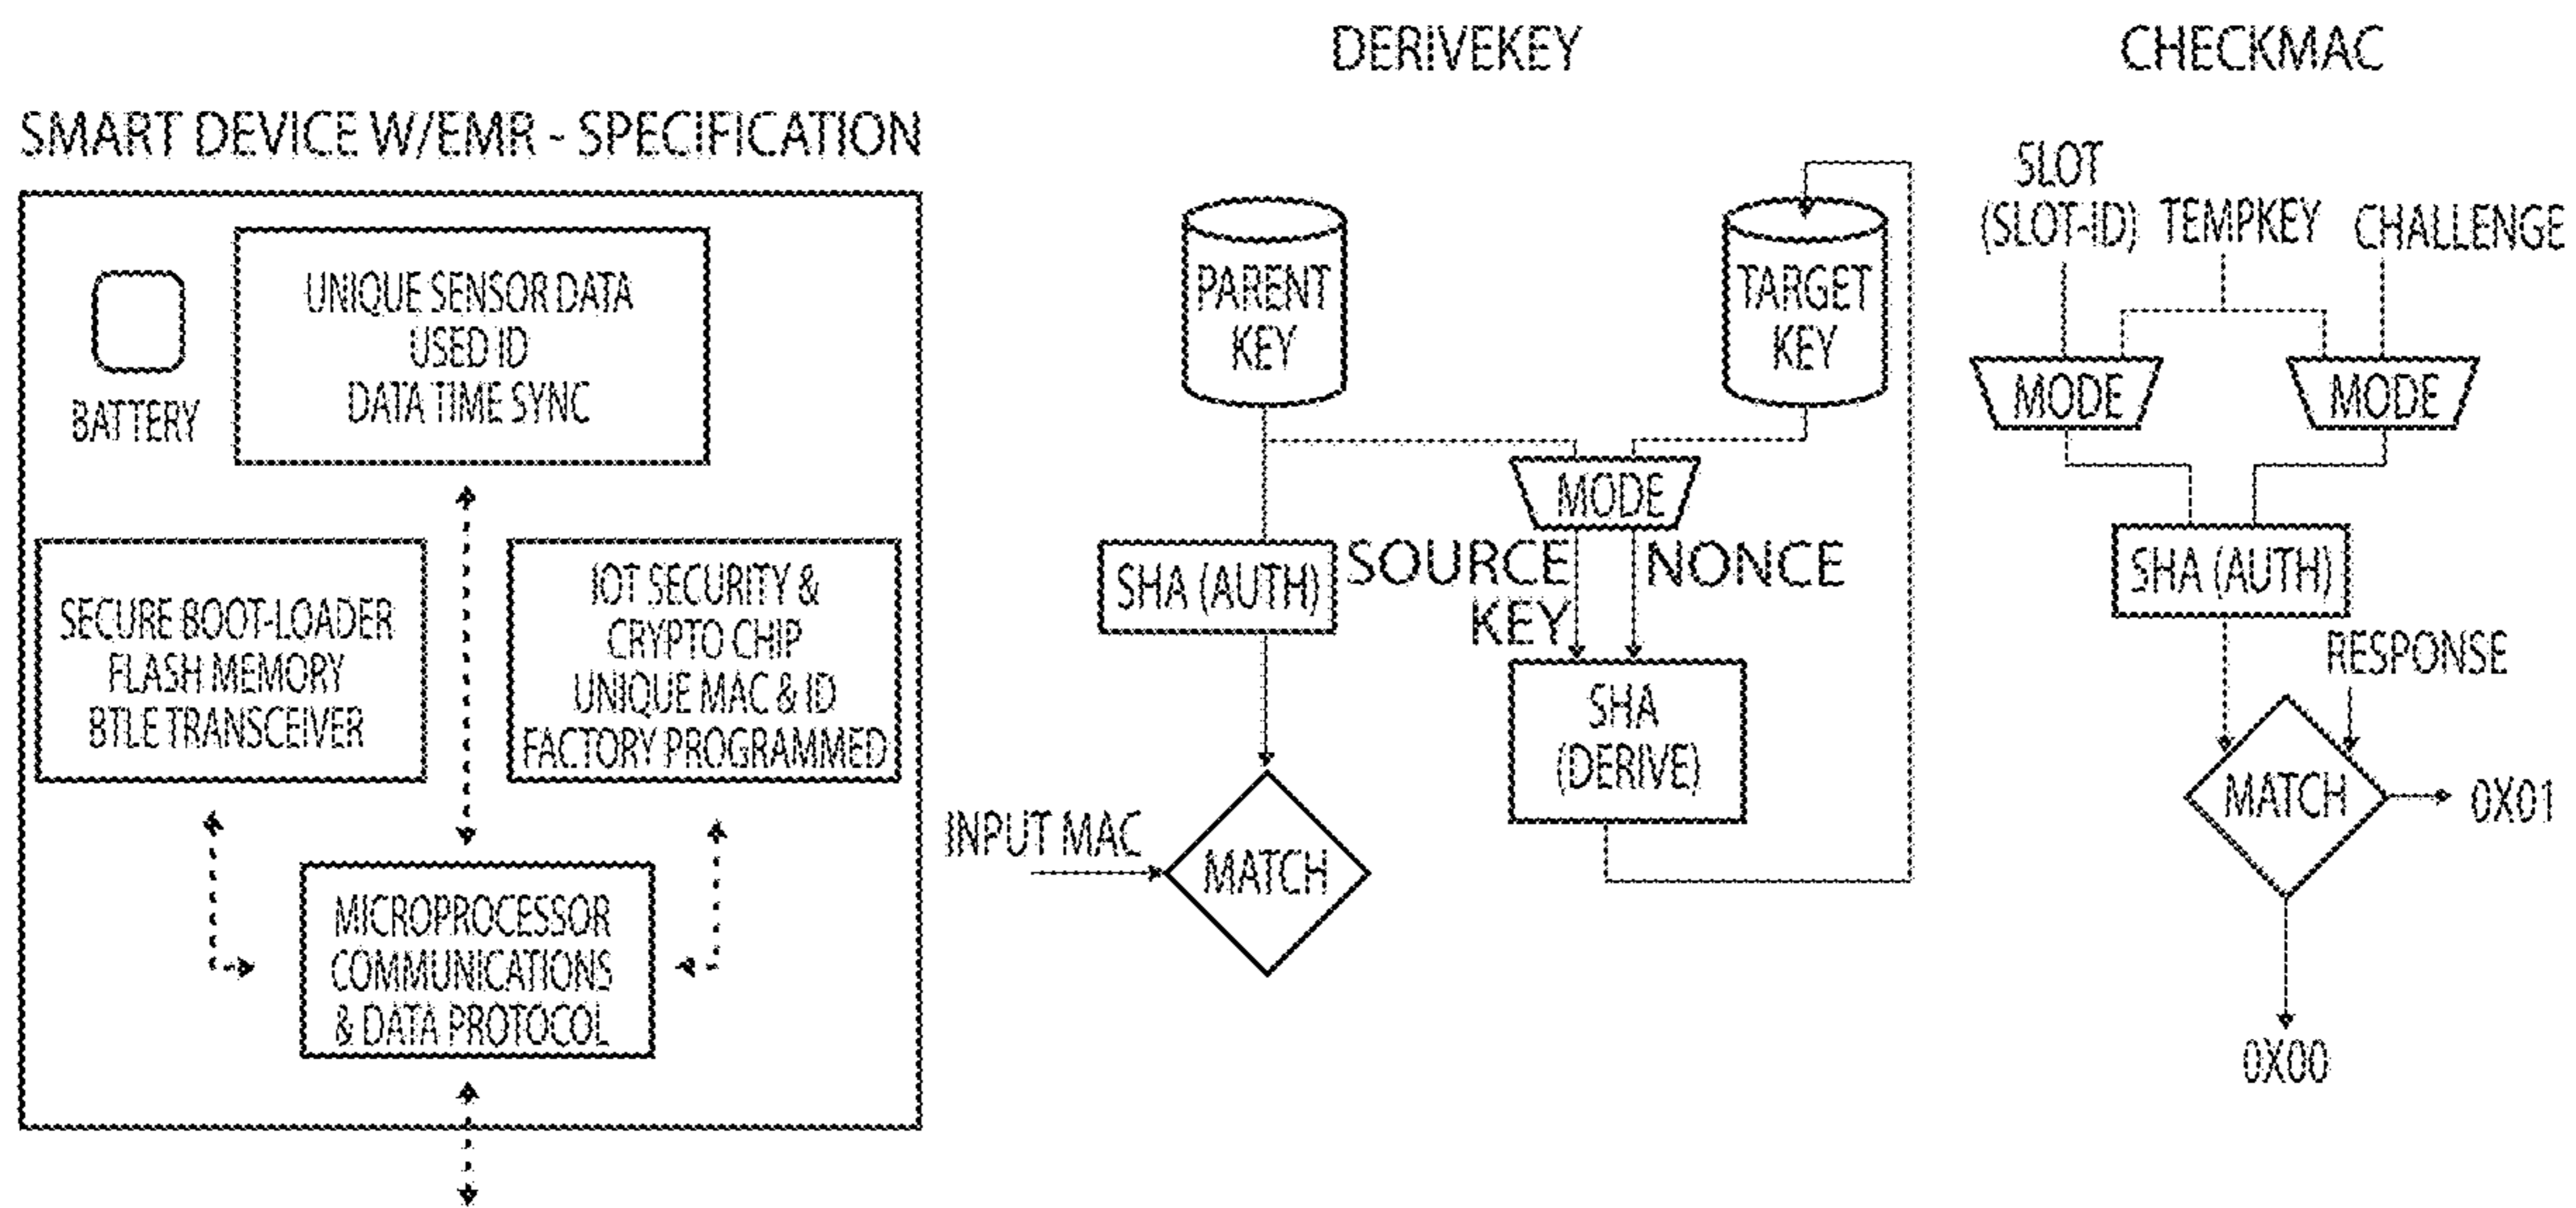 SMART DEVICE W/EMR - SPECIFICATION
BATTERY
UNIQUE SENSOR DATA
USED ID
DATA TIME SYNC
SECURE BOOT-LOADER
FLASH MEMORY
BTLE TRANSCEIVER
IOT SECURITY &
CRYPTO CHIP
UNIQUE MAC & ID
FACTORY PROGRAMMED
MICROPROCESSOR
COMMUNICATIONS
& DATA PROTOCOL
DERIVEKEY
PARENT
KEY
TARGET
KEY
MODE
SHA (AUTH)
SOURCE
KEY
NONCE
SHA
(DERIVE)
INPUT MAC
MATCH
CHECKMAC
SLOT
(SLOT-ID)
TEMPKEY
CHALLENGE
MODE
MODE
SHA (AUTH)
RESPONSE
MATCH
0X01
0X00